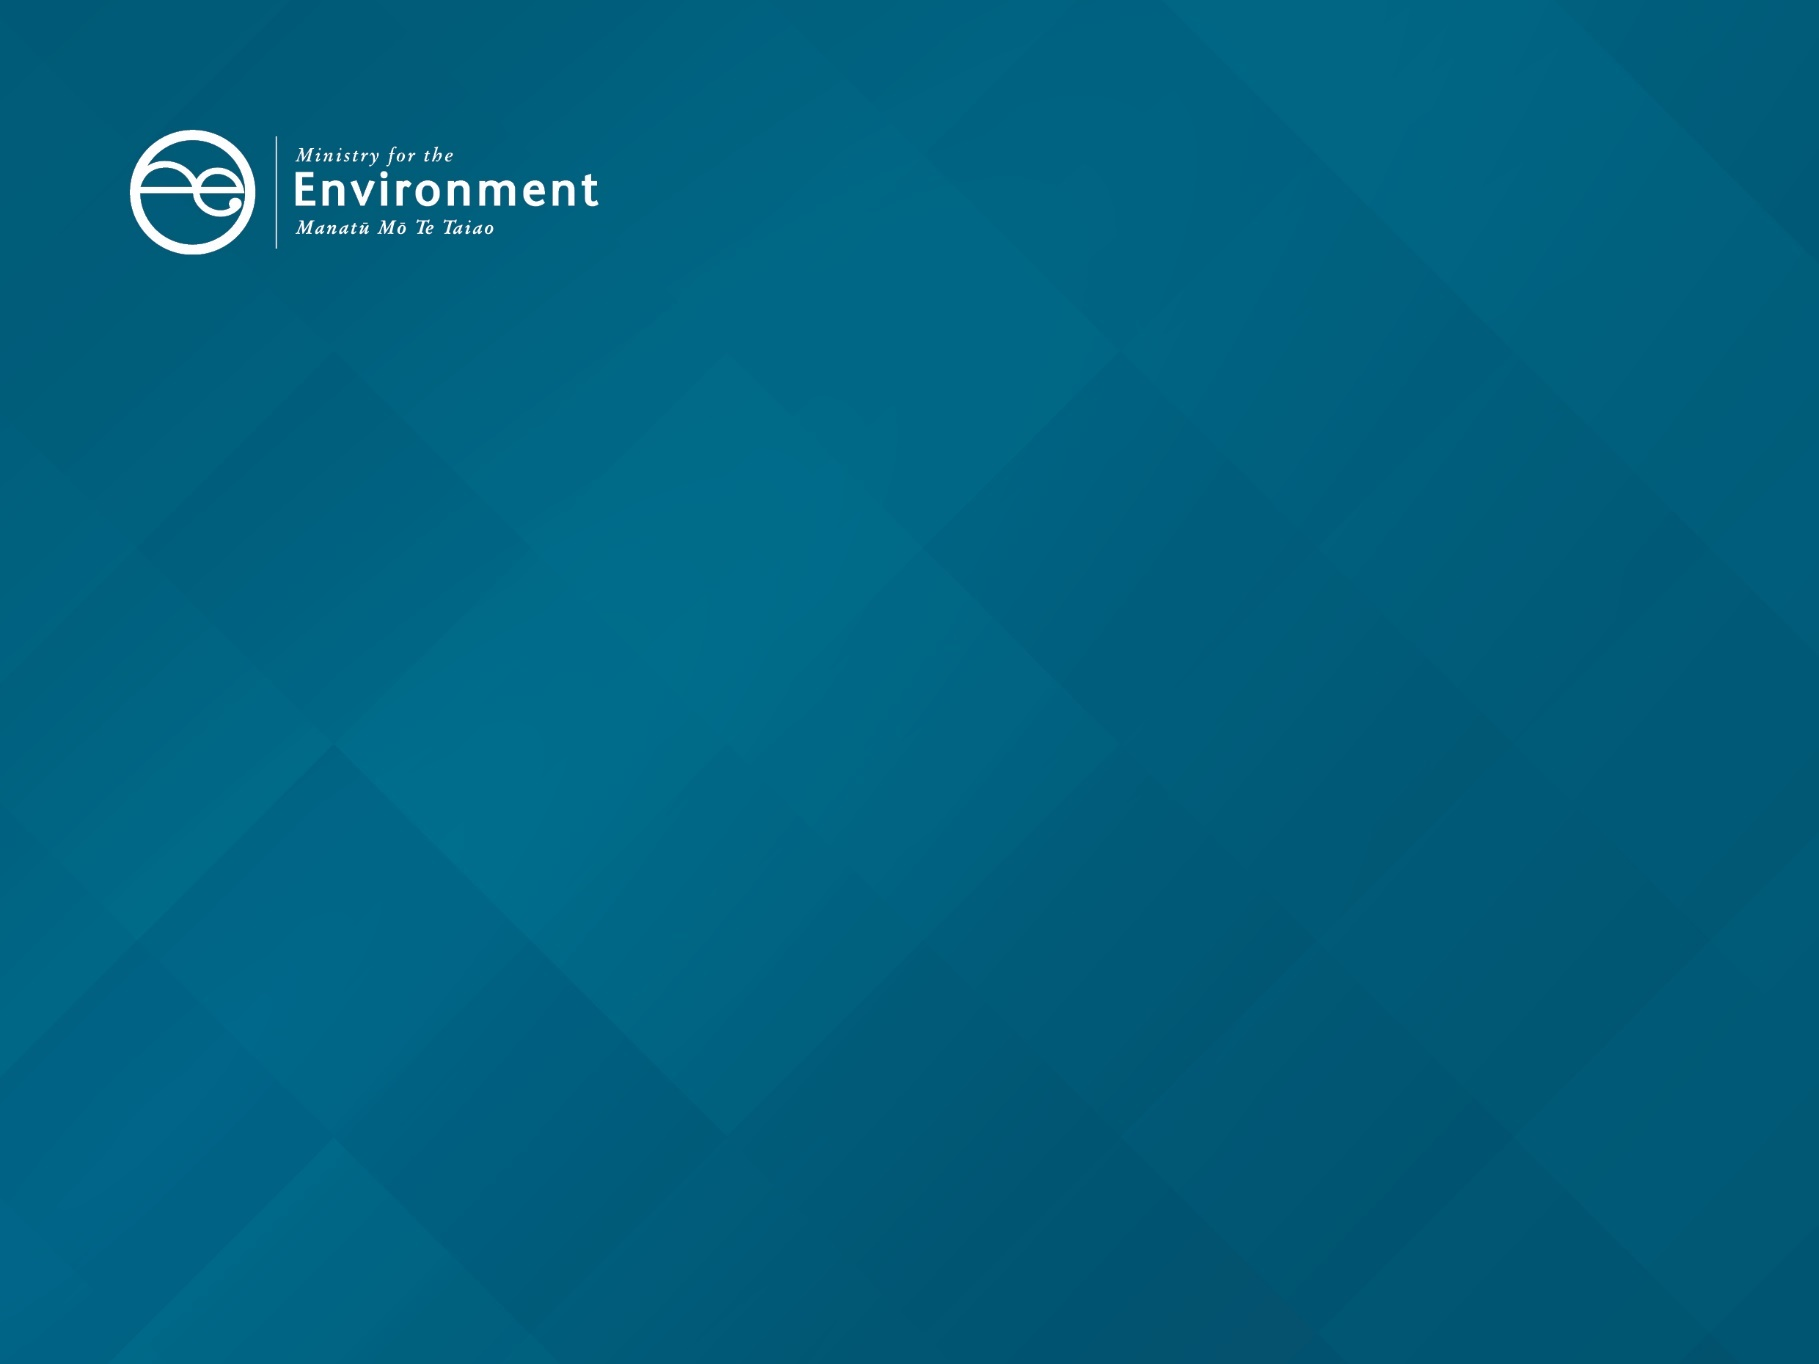 Ministry for the
Environment
Manatū Mō Te Taiao